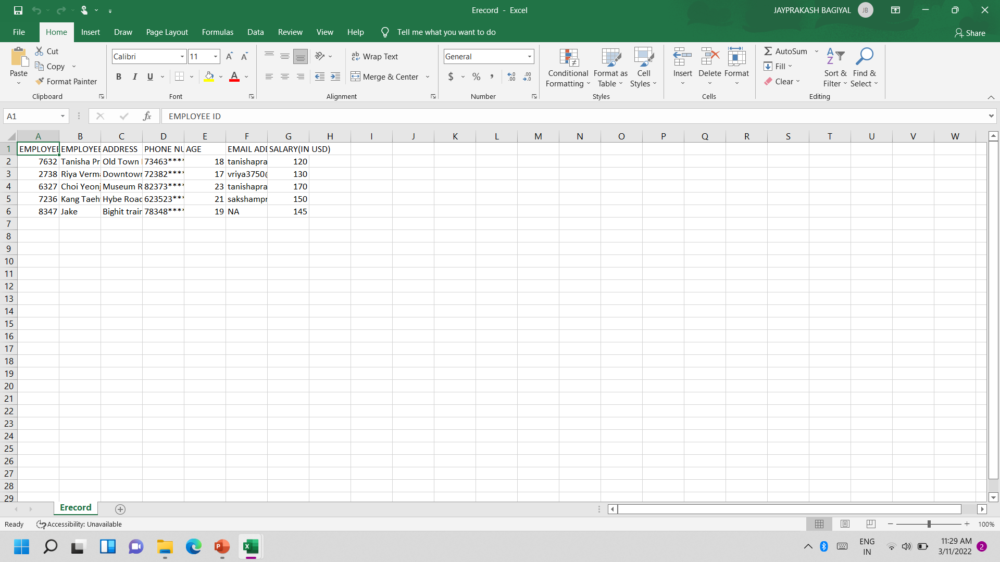 Erecord - Excel
JAYPRAKASH BAGIYAL
JB
File Home Insert Draw Page Layout Formulas Data Review View Help Tell me what you want to do
Share
Paste
Cut
Copy
Format Painter
Clipboard
Calibri 11
B I U
Font
Wrap Text
Merge & Center
Alignment
General
$ % ,
Number
Conditional Formatting
Format as Table
Cell Styles
Styles
Insert Delete Format
Cells
AutoSum
Fill
Clear
Sort & Filter
Find & Select
Editing
A1 fx EMPLOYEE ID
A B C D E F G H I J K L M N O P Q R S T U V W
1 EMPLOYEE EMPLOYEE ADDRESS PHONE NU AGE EMAIL ADD SALARY(IN USD)
2 7632 Tanisha Pr Old Town 73463**** 18 tanishapra 120
3 2738 Riya Verma Downtown 72382**** 17 vriya3750@ 130
4 6327 Choi Yeonj Museum R 82373**** 23 tanishapra 170
5 7236 Kang Taeh Hybe Road 623523*** 21 sakshampr 150
6 8347 Jake Bighit train 78348**** 19 NA 145
7
8
9
10
11
12
13
14
15
16
17
18
19
20
21
22
23
24
25
26
27
28
29
Erecord
Ready Accessibility: Unavailable
100%
ENG
IN
11:29 AM
3/11/2022
2